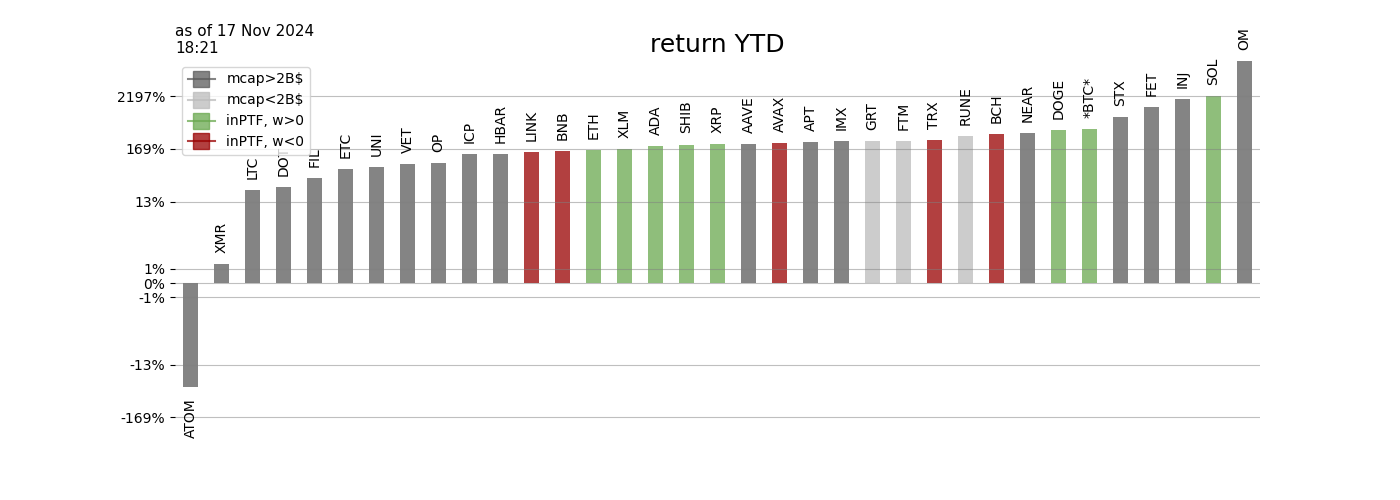 as of 17 Nov 2024
18:21
return YTD
mcap>2B$
mcap<2B$
inPTF, w>0
inPTF, w<0
2197%
169%
13%
1%
0%
-1%
-13%
-169%
ATOM
XMR
LTC
DOT
FIL
ETC
UNI
VET
OP
ICP
HBAR
LINK
BNB
ETH
XLM
ADA
SHIB
XRP
AAVE
AVAX
APT
IMX
GRT
FTM
TRX
RUNE
BCH
NEAR
DOGE
*BTC*
STX
FET
INJ
SOL
OM